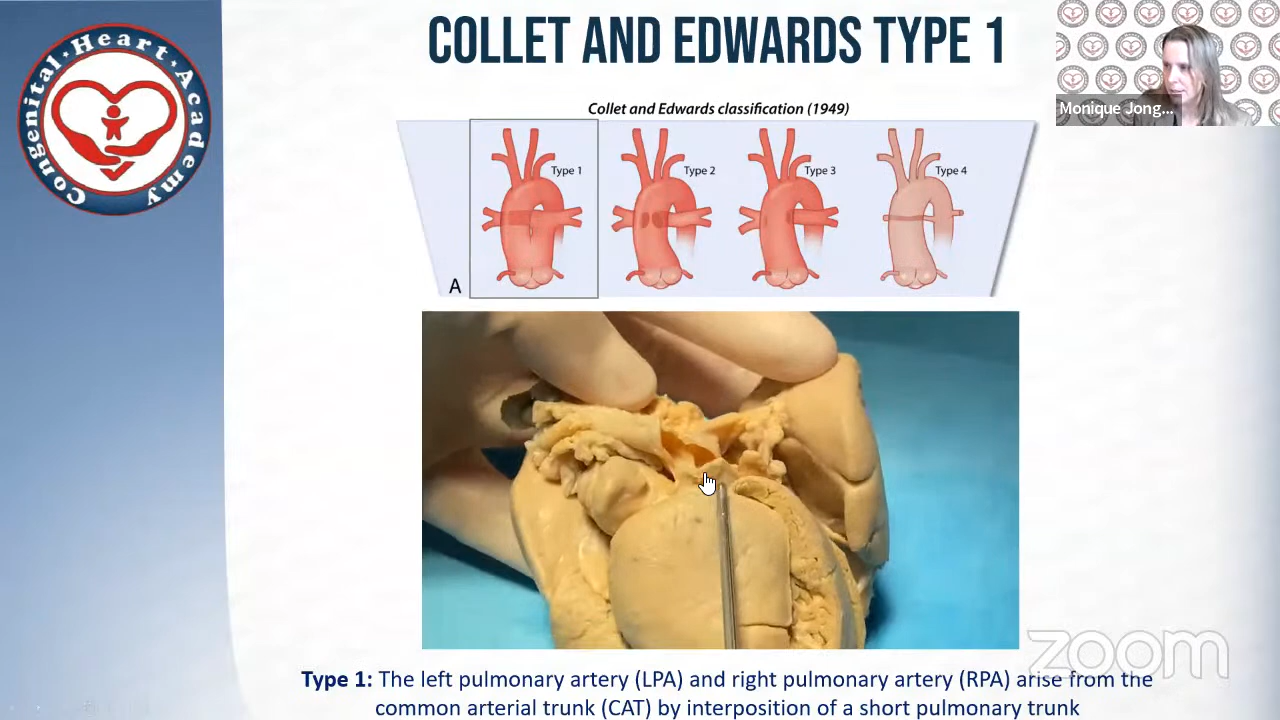 COLLET AND EDWARDS TYPE 1
Congenital Heart Academy
Monique Jong...
Collet and Edwards classification (1949)
Type 1
Type 2
Type 3
Type 4
A
zoom
Type 1: The left pulmonary artery (LPA) and right pulmonary artery (RPA) arise from the
common arterial trunk (CAT) by interposition of a short pulmonary trunk